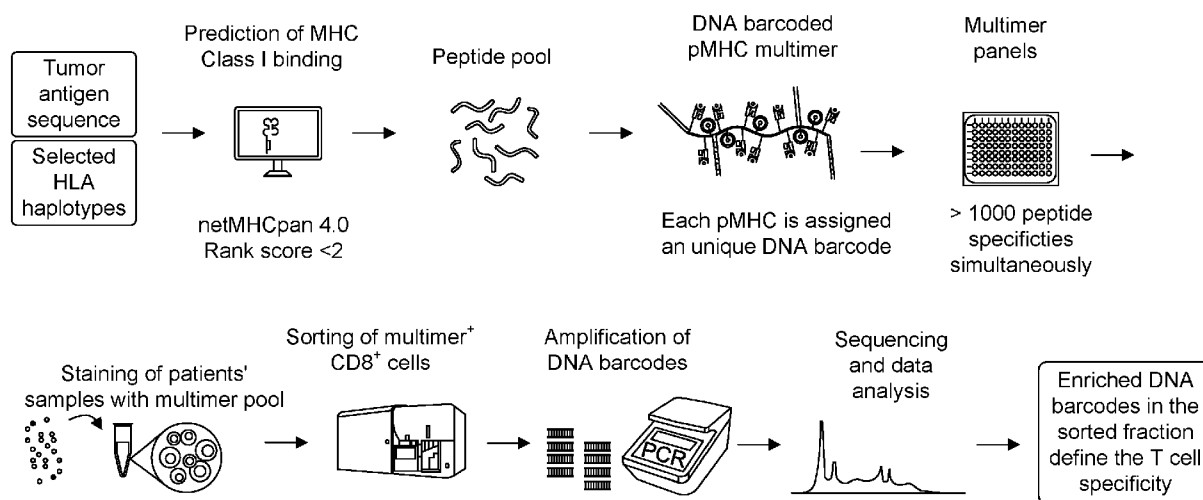 Tumor
antigen
sequence
Selected
HLA
haplotypes
Prediction of MHC
Class I binding
netMHCpan 4.0
Rank score <2
Peptide pool
DNA barcoded
pMHC multimer
Each pMHC is assigned
an unique DNA barcode
Multimer
panels
> 1000 peptide
specificties
simultaneously
Staining of patients'
samples with multimer pool
Sorting of multimer⁺
CD8⁺ cells
Amplification of
DNA barcodes
PCR
Sequencing
and data
analysis
Enriched DNA
barcodes in the
sorted fraction
define the T cell
specificity